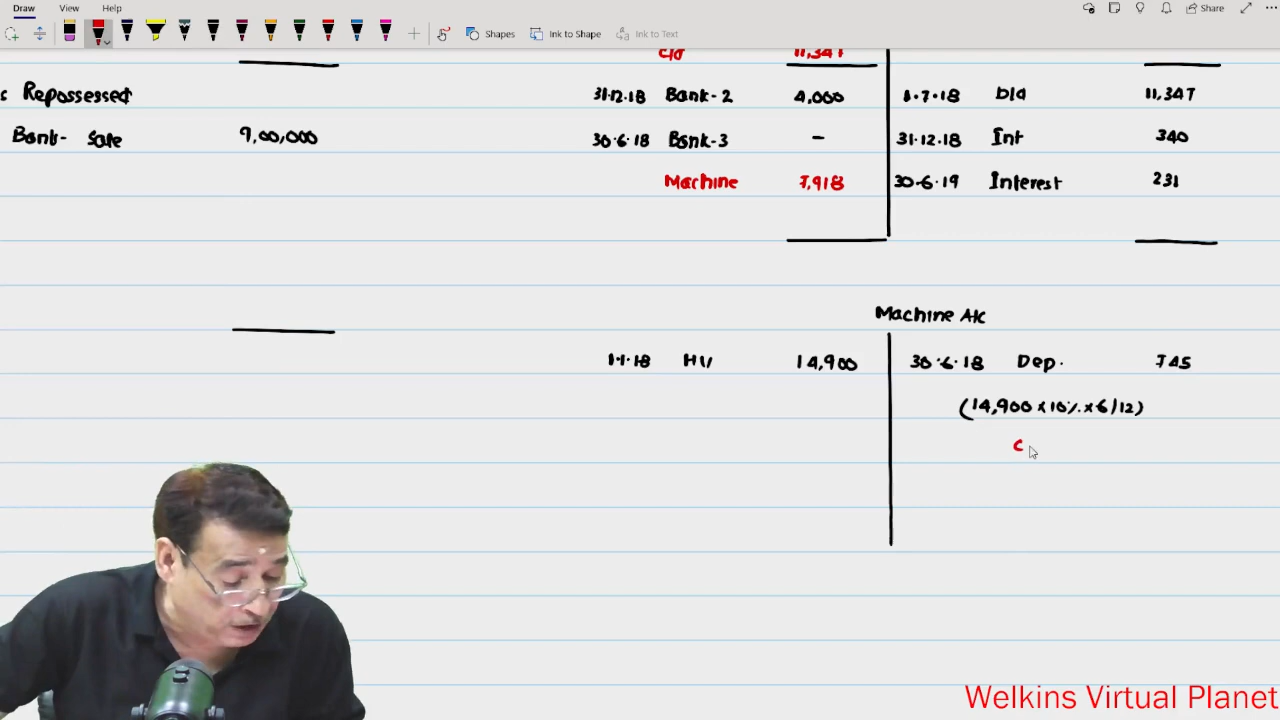 Draw View Help
Share
Shapes Ink to Shape Ink to Text
c/d 11,347
Repossessed 31.12.18 Bank-2 4,000 1.7.18 b/d 11,347
Bank- Sale 9,00,000 30.6.18 Bank-3 - 31.12.18 Int 340
Machine 7,918 30.6.19 Interest 231
Machine A/c
1.1.18 HV 14,900 30.6.18 Dep. 745
(14,900 x 10% x 6/12)
c
Welkins Virtual Planet